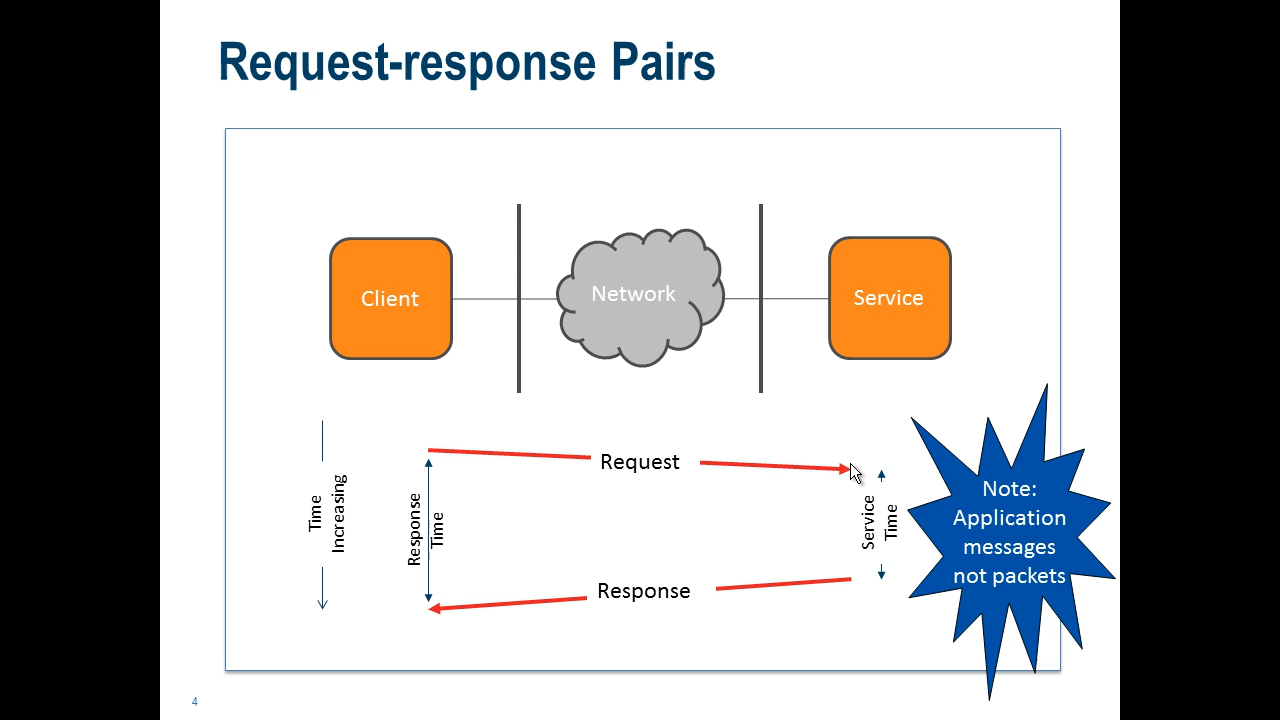 Request-response Pairs
Client
Network
Service
Request
Time
Increasing
Response
Time
Service
Time
Response
Note:
Application
messages
not packets
4